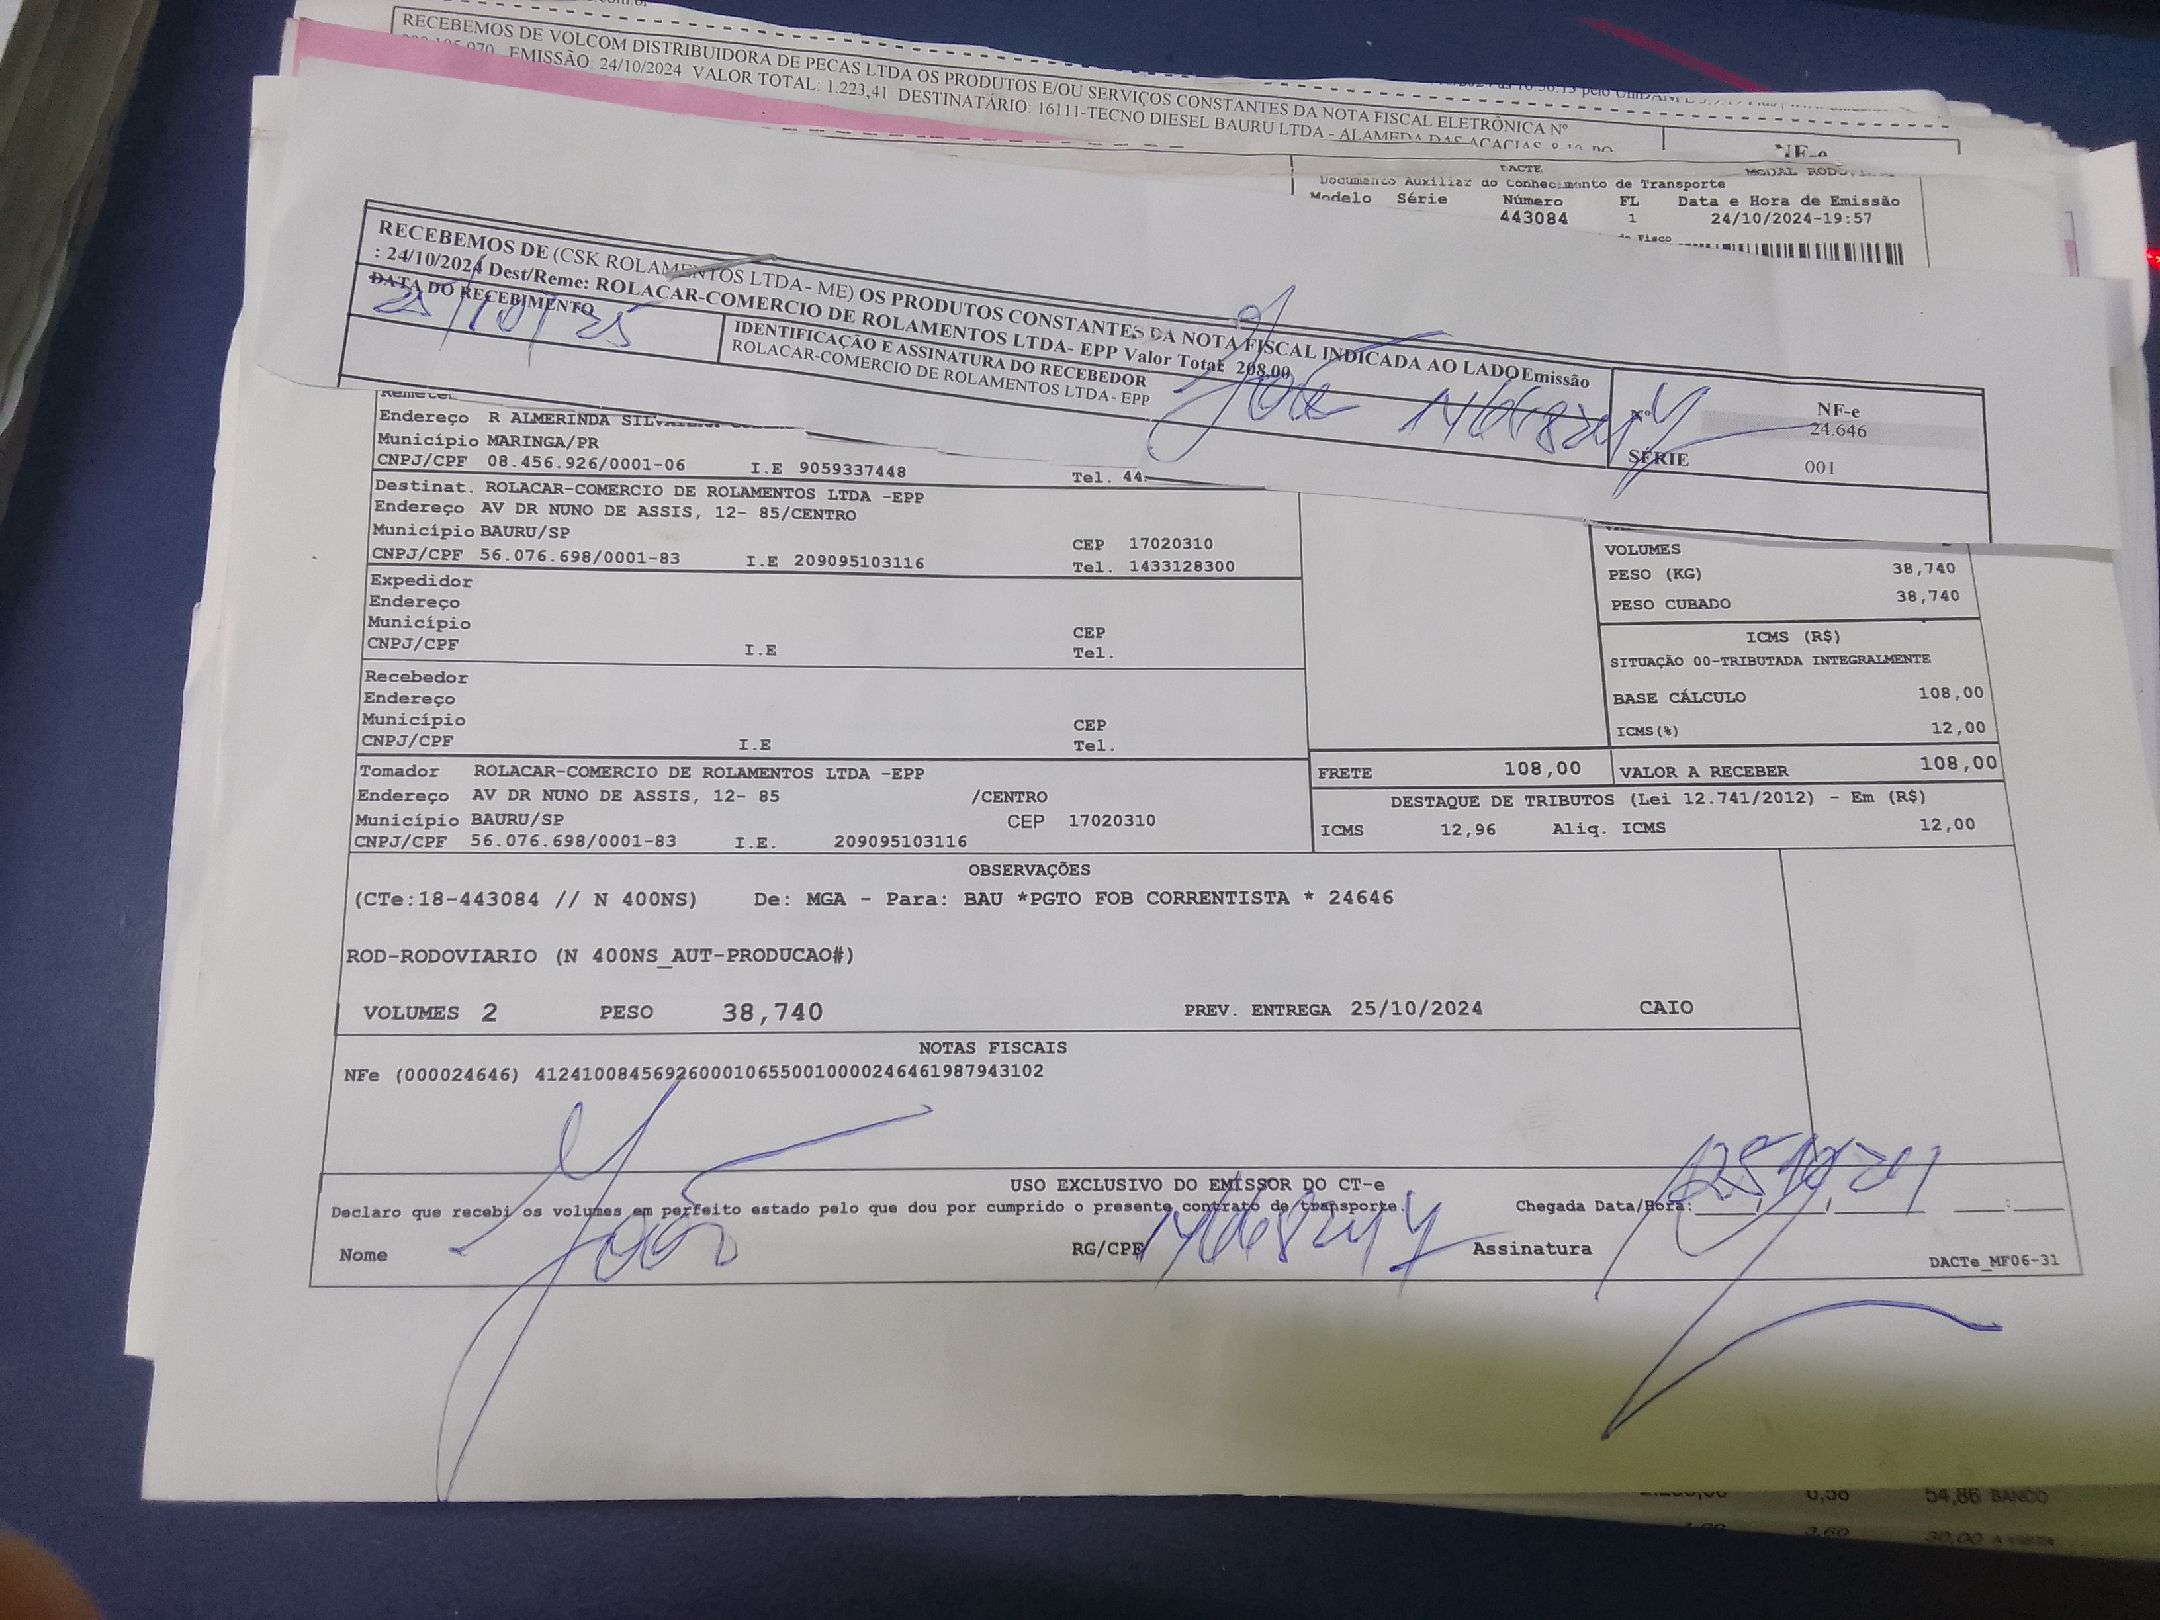 RECEBEMOS DE VOLCOM DISTRIBUIDORA DE PECAS LTDA OS PRODUTOS E/OU SERVIÇOS CONSTANTES DA NOTA FISCAL ELETRÔNICA Nº
EMISSÃO: 24/10/2024 VALOR TOTAL: 1.223,41 DESTINATÁRIO: 16111-TECNO DIESEL BAURU LTDA - ALAMEDA DAS ACACIAS
NF-e
DACTE
Documento Auxiliar do Conhecimento de Transporte
Modelo Série Número FL Data e Hora de Emissão
443084 1 24/10/2024-19:57
RECEBEMOS DE (CSK ROLAMENTOS LTDA- ME) OS PRODUTOS CONSTANTES DA NOTA FISCAL INDICADA AO LADO Emissão
: 24/10/2024 Dest/Reme: ROLACAR-COMERCIO DE ROLAMENTOS LTDA- EPP Valor Total: 208,00
DATA DO RECEBIMENTO
IDENTIFICAÇÃO E ASSINATURA DO RECEBEDOR
ROLACAR-COMERCIO DE ROLAMENTOS LTDA- EPP
NF-e
Nº 24.646
SÉRIE 001
Endereço R ALMERINDA
Município MARINGA/PR
CNPJ/CPF 08.456.926/0001-06 I.E 9059337448 Tel. 44
Destinat. ROLACAR-COMERCIO DE ROLAMENTOS LTDA -EPP
Endereço AV DR NUNO DE ASSIS, 12- 85/CENTRO
Município BAURU/SP CEP 17020310
CNPJ/CPF 56.076.698/0001-83 I.E 209095103116 Tel. 1433128300
Expedidor
Endereço
Município CEP
CNPJ/CPF I.E Tel.
Recebedor
Endereço
Município CEP
CNPJ/CPF I.E Tel.
VOLUMES
PESO (KG) 38,740
PESO CUBADO 38,740
ICMS (R$)
SITUAÇÃO 00-TRIBUTADA INTEGRALMENTE
BASE CÁLCULO 108,00
ICMS(%) 12,00
FRETE 108,00 VALOR A RECEBER 108,00
DESTAQUE DE TRIBUTOS (Lei 12.741/2012) - Em (R$)
ICMS 12,96 Aliq. ICMS 12,00
Tomador ROLACAR-COMERCIO DE ROLAMENTOS LTDA -EPP
Endereço AV DR NUNO DE ASSIS, 12- 85 /CENTRO
Município BAURU/SP CEP 17020310
CNPJ/CPF 56.076.698/0001-83 I.E. 209095103116
OBSERVAÇÕES
(CTe:18-443084 // N 400NS) De: MGA - Para: BAU *PGTO FOB CORRENTISTA * 24646
ROD-RODOVIARIO (N 400NS_AUT-PRODUCAO#)
VOLUMES 2 PESO 38,740 PREV. ENTREGA 25/10/2024 CAIO
NOTAS FISCAIS
NFe (000024646) 41241008456926000106550010000246461987943102
USO EXCLUSIVO DO EMISSOR DO CT-e
Declaro que recebi os volumes em perfeito estado pelo que dou por cumprido o presente contrato de transporte. Chegada Data/Hora:
Nome RG/CPF Assinatura
DACTe_MF06-31
54,86 BANCO